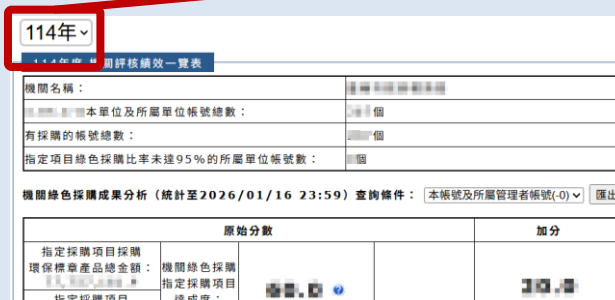 114年
114年度 機關評核績效一覽表
機關名稱：
本單位及所屬單位帳號總數： 個
有採購的帳號總數： 個
指定項目綠色採購比率未達95%的所屬單位帳號數： 個
機關綠色採購成果分析（統計至2026/01/16 23:59）查詢條件： 本帳號及所屬管理者帳號(-0) 匯出
原始分數 加分
指定採購項目採購
環保標章產品總金額：
機關綠色採購
指定採購項目
達成度：
指定採購項目